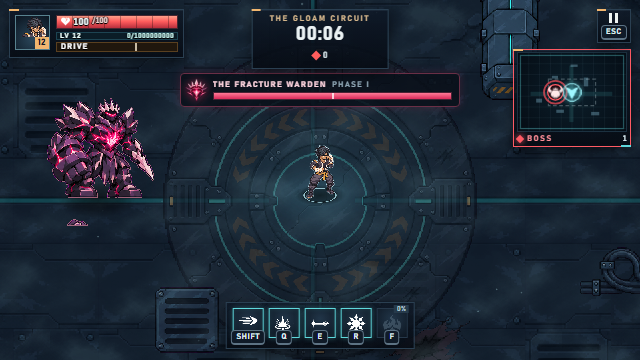 100/100
12
LV 12 0/1000000000
DRIVE
THE GLOAM CIRCUIT
00:06
0
ESC
THE FRACTURE WARDEN PHASE I
BOSS 1
0%
SHIFT Q E R F